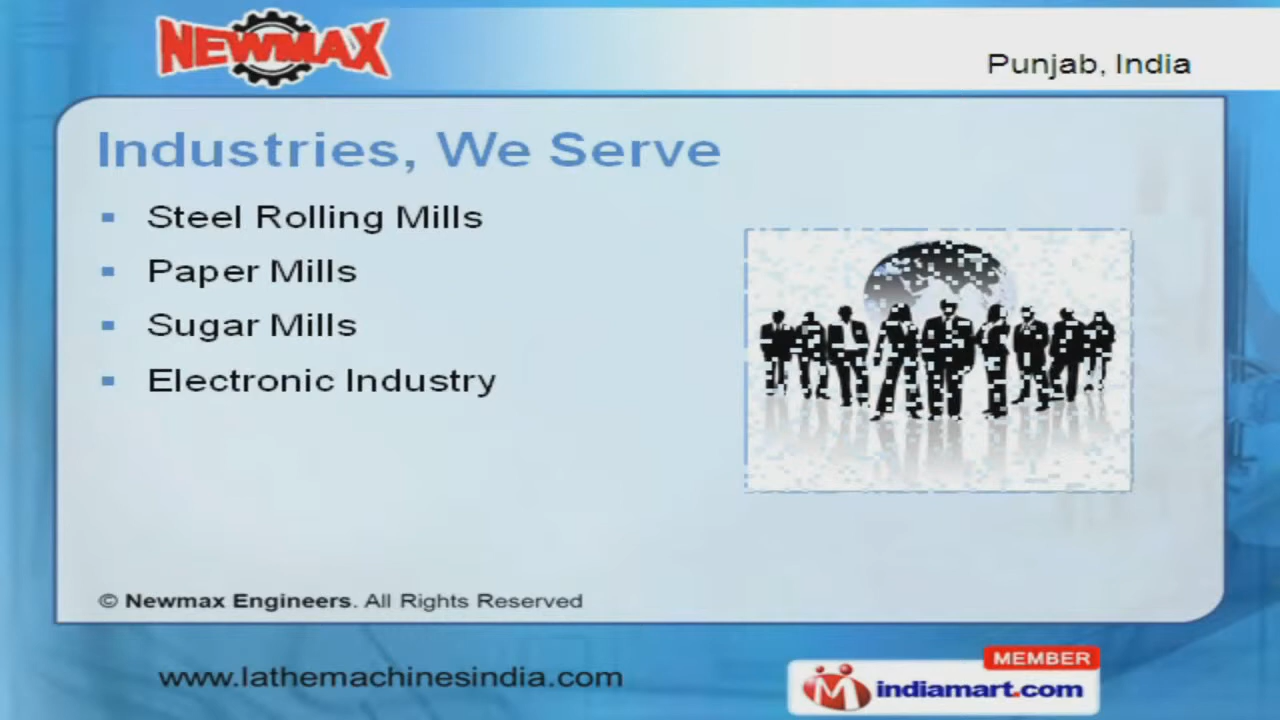 NEWMAX
Punjab, India
Industries, We Serve
Steel Rolling Mills
Paper Mills
Sugar Mills
Electronic Industry
© Newmax Engineers. All Rights Reserved
www.lathemachinesindia.com
MEMBER
indiamart.com